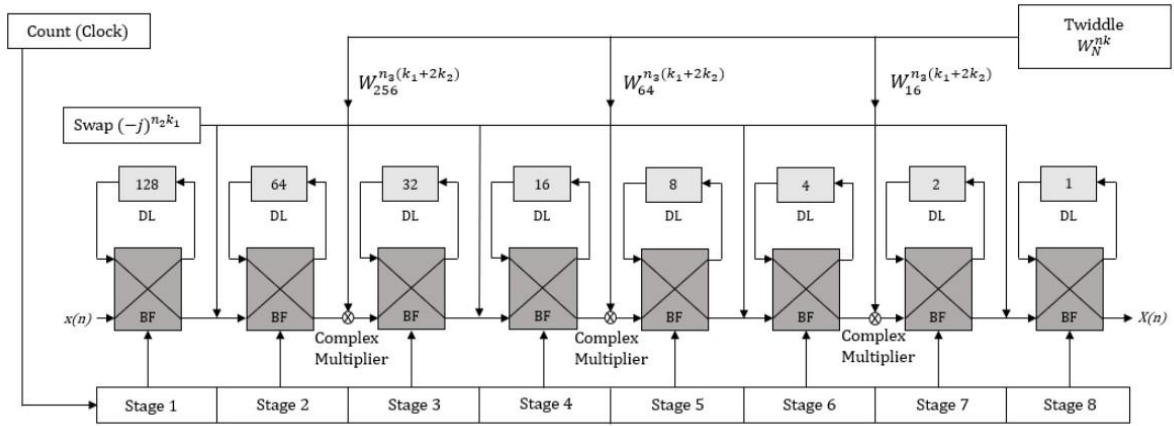 Count (Clock)
Twiddle
$W_N^{nk}$
$W_{256}^{n_3(k_1+2k_2)}$
$W_{64}^{n_3(k_1+2k_2)}$
$W_{16}^{n_3(k_1+2k_2)}$
Swap $(-j)^{n_2k_1}$
128
64
32
16
8
4
2
1
DL
DL
DL
DL
DL
DL
DL
DL
x(n)
BF
BF
BF
BF
BF
BF
BF
BF
X(n)
Complex
Multiplier
Complex
Multiplier
Complex
Multiplier
Stage 1
Stage 2
Stage 3
Stage 4
Stage 5
Stage 6
Stage 7
Stage 8